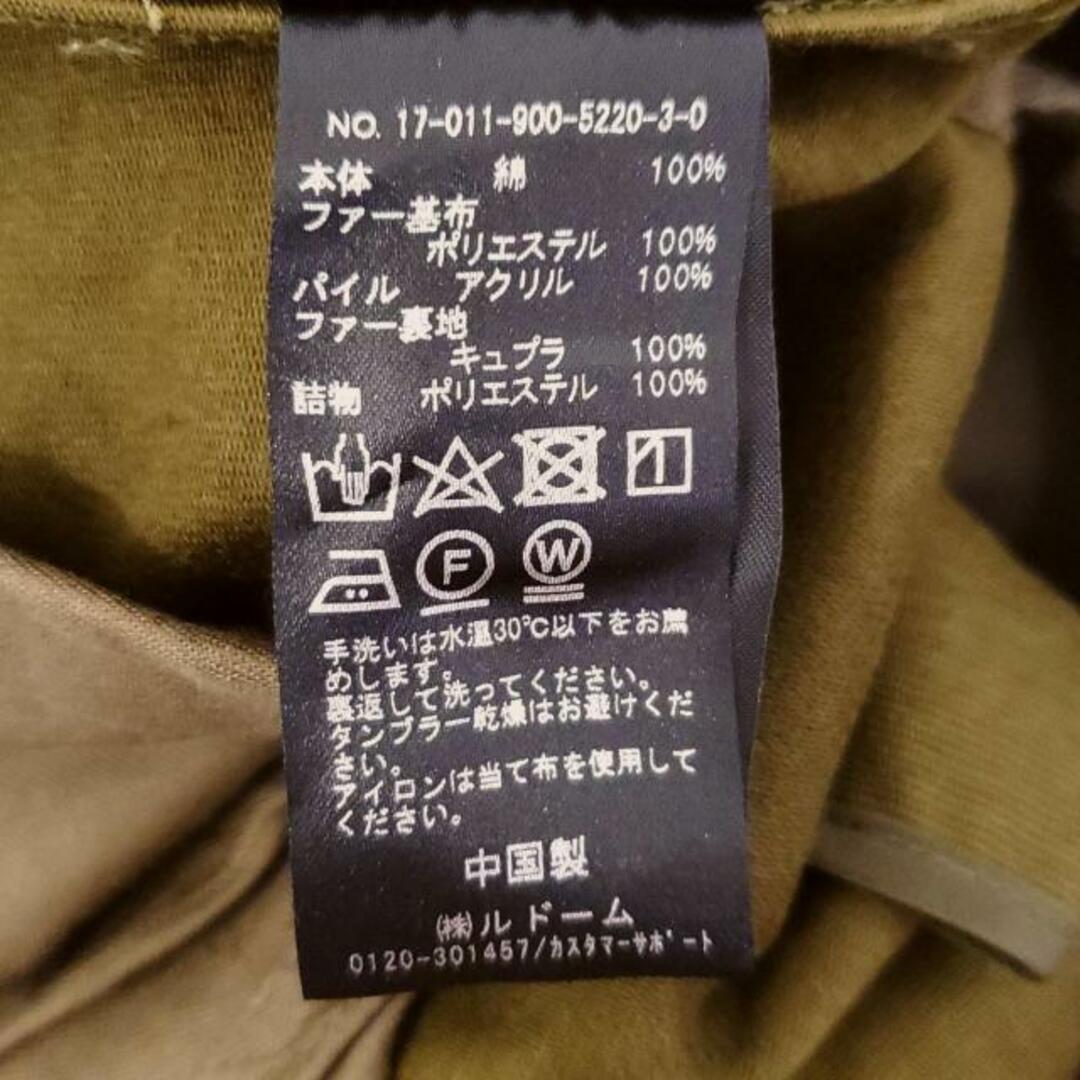 NO. 17-011-900-5220-3-0
本体 綿 100%
ファー基布
ポリエステル 100%
パイル アクリル 100%
ファー裏地
キュプラ 100%
詰物 ポリエステル 100%
F W
手洗いは水温30℃以下をお薦
めします。
裏返して洗ってください。
タンブラー乾燥はお避けくだ
さい。
アイロンは当て布を使用して
ください。
中国製
㈱ルドーム
0120-301457/ｶｽﾀﾏｰｻﾎﾟｰﾄ